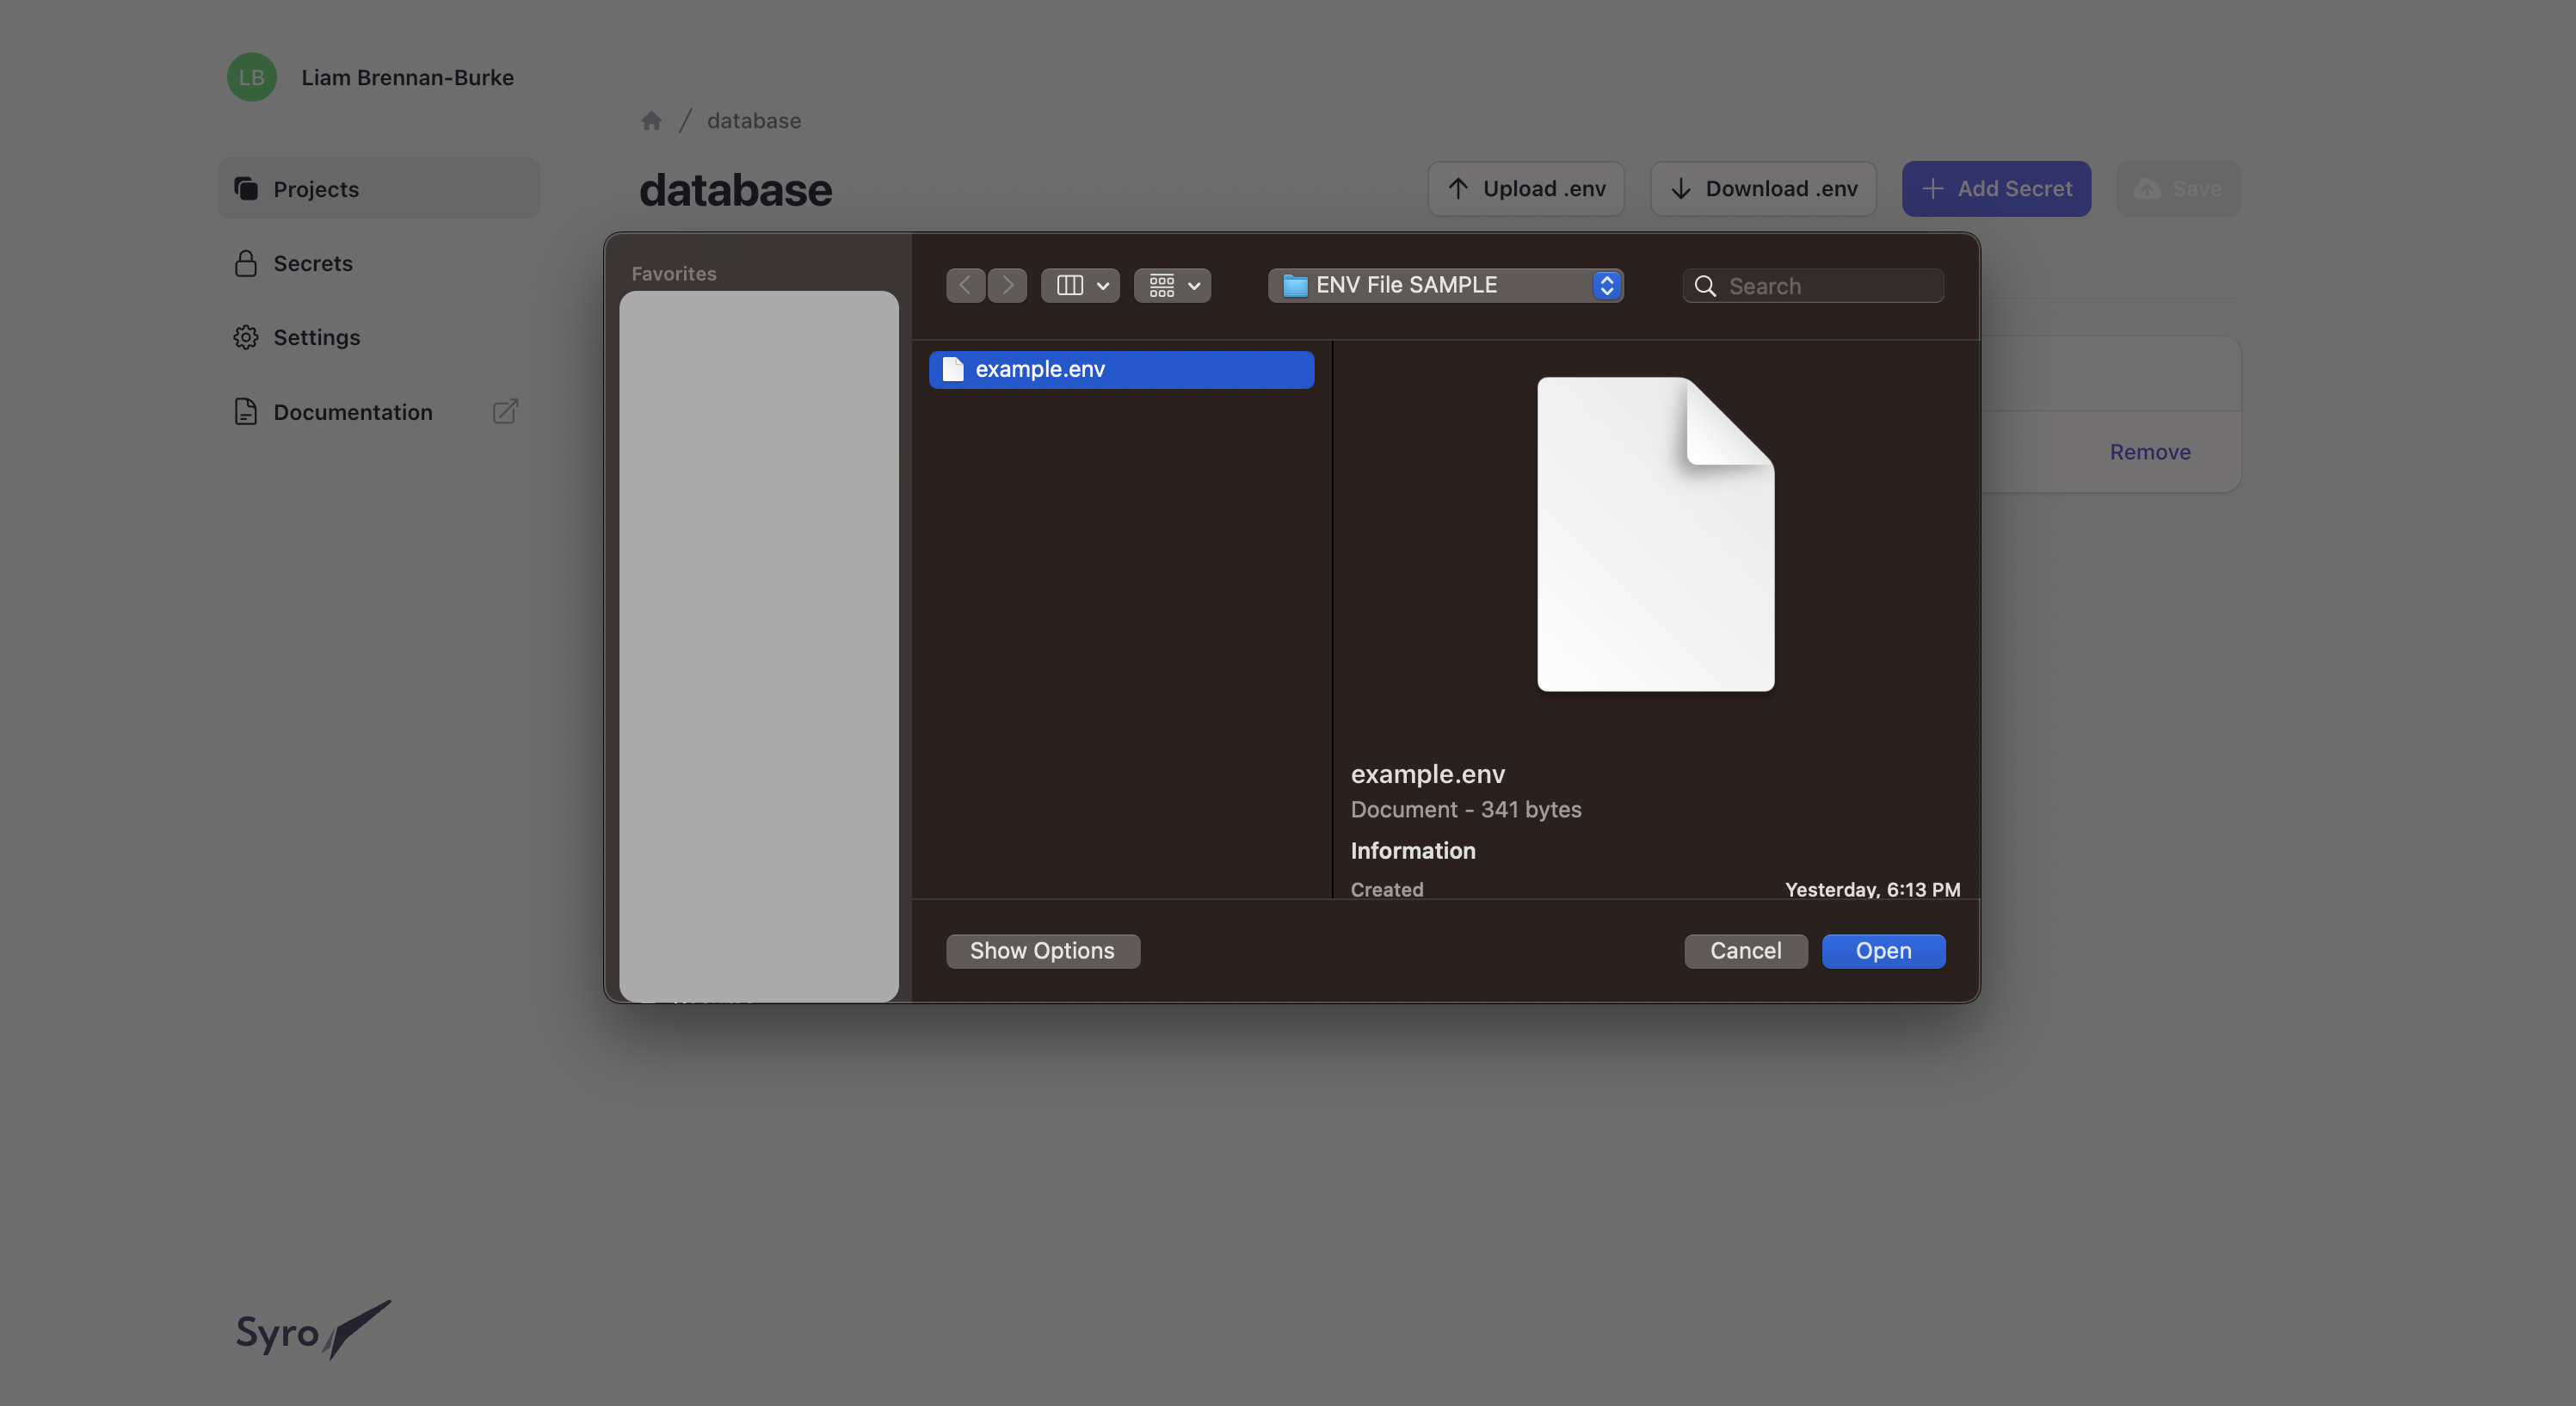 LB
Liam Brennan-Burke
Projects
Secrets
Settings
Documentation
/ database
database
Upload .env
Download .env
Add Secret
Save
Remove
Favorites
ENV File SAMPLE
Search
example.env
example.env
Document - 341 bytes
Information
Created
Yesterday, 6:13 PM
Show Options
Cancel
Open
Syro